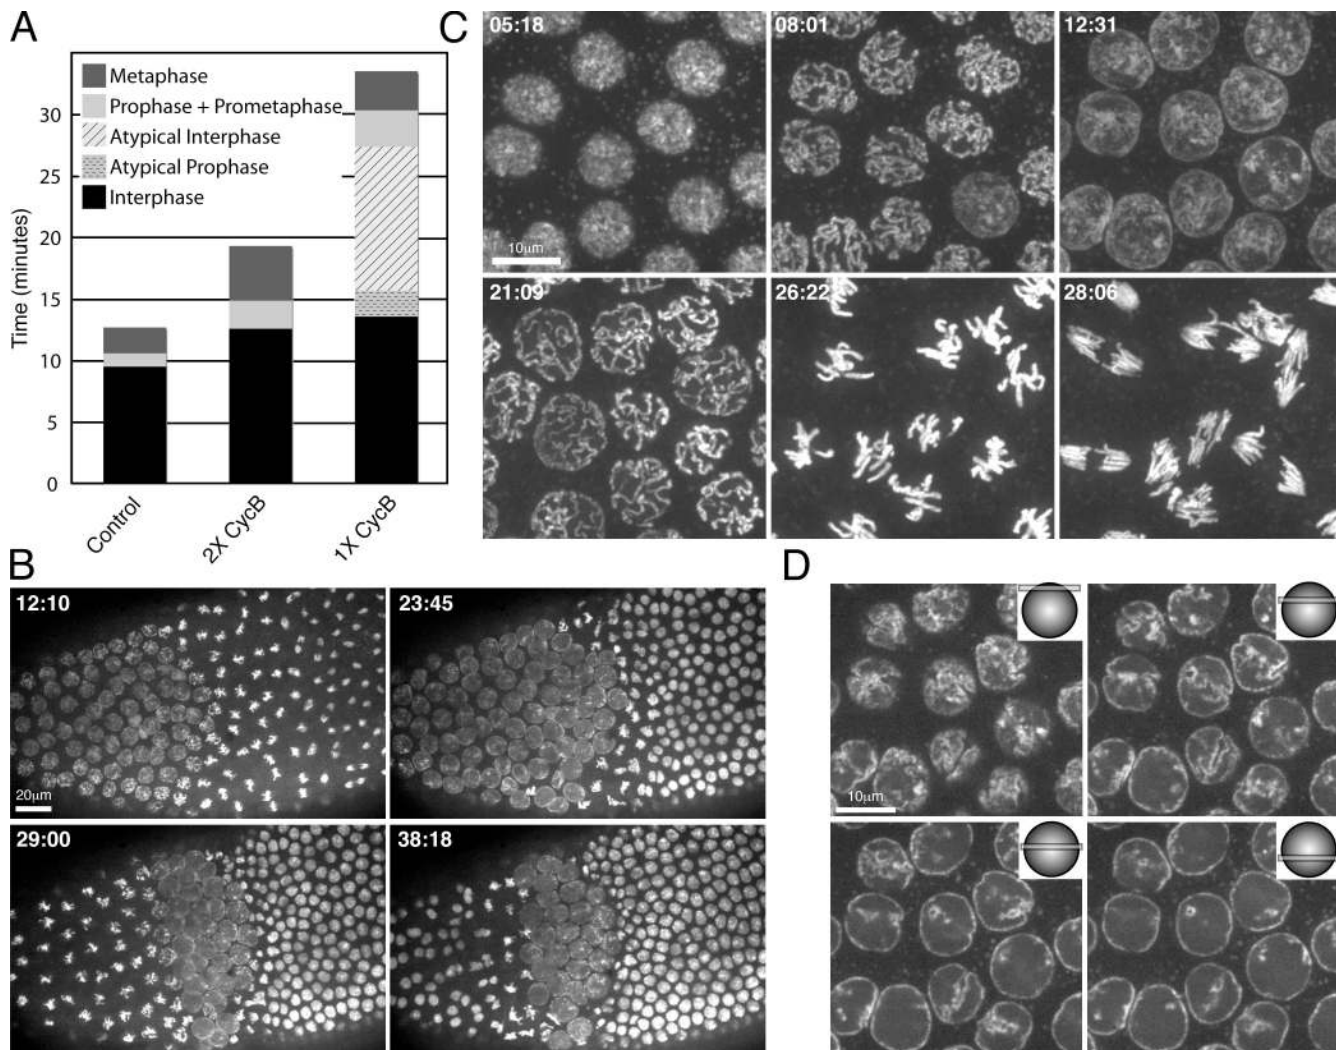 A
Metaphase
Prophase + Prometaphase
Atypical Interphase
Atypical Prophase
Interphase
Time (minutes)
30
25
20
15
10
5
0
Control
2X CycB
1X CycB
C
05:18
08:01
12:31
10μm
21:09
26:22
28:06
B
12:10
23:45
20μm
29:00
38:18
D
10μm